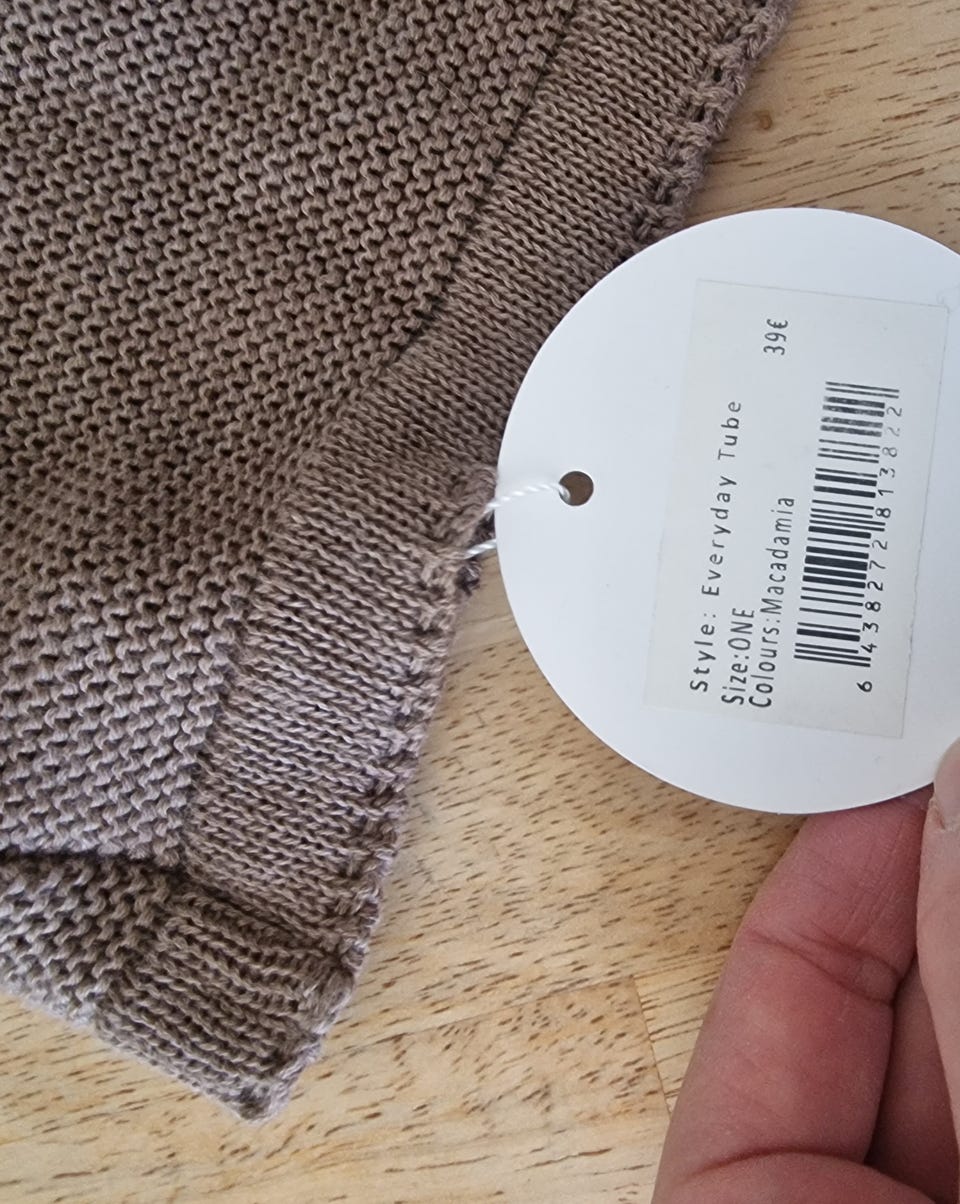 39€
Style: Everyday Tube
Size:ONE
Colours:Macadamia
6 438272 813822